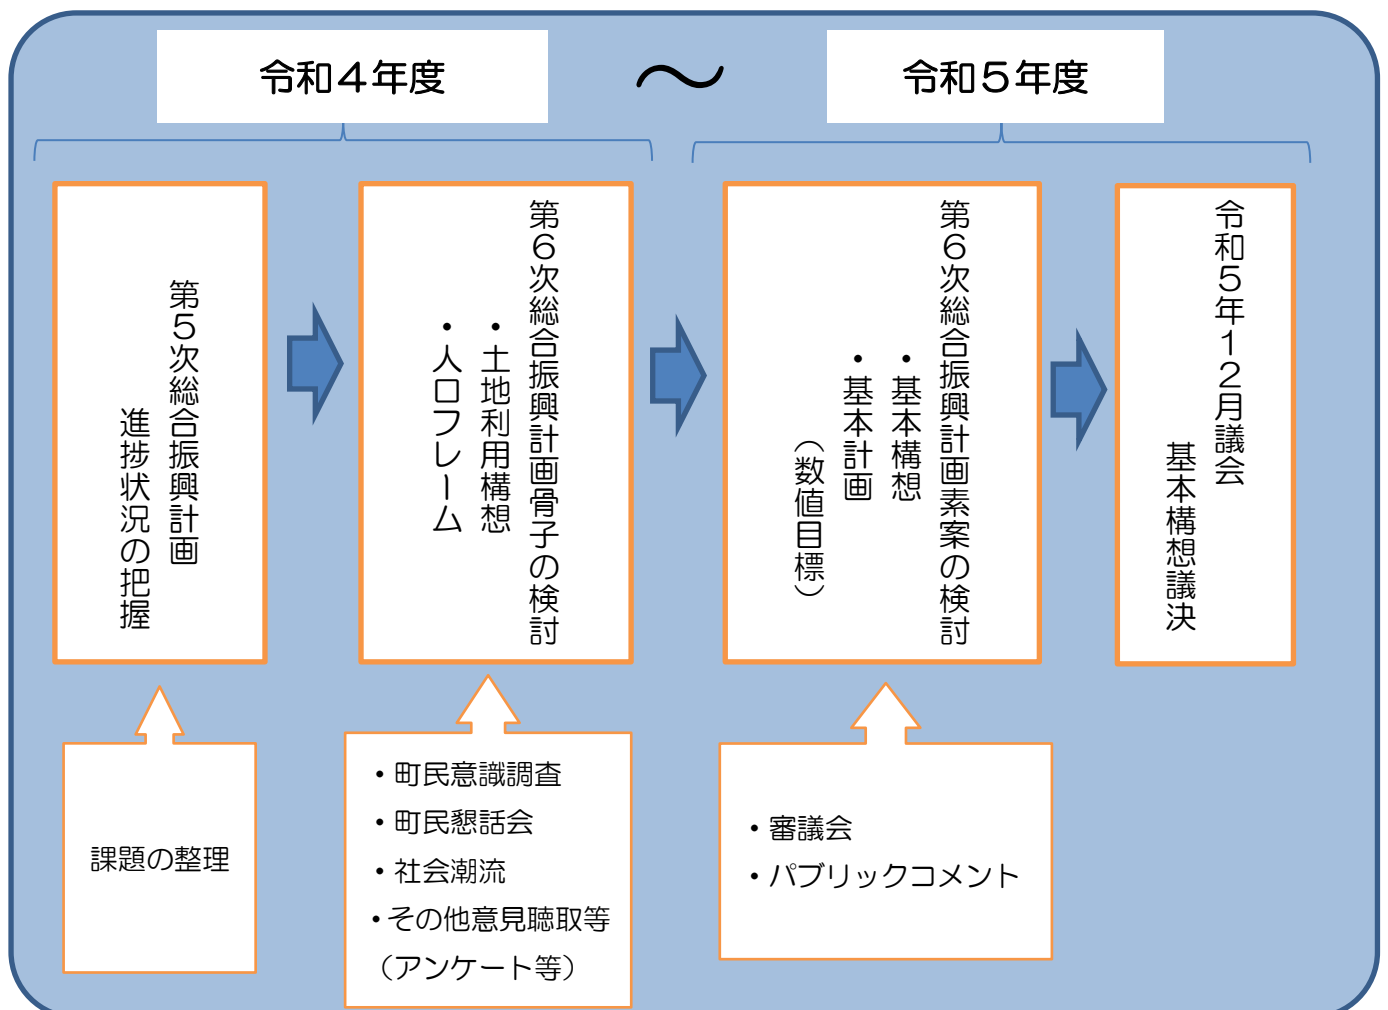 令和４年度
～
令和５年度
第５次総合振興計画
進捗状況の把握
第６次総合振興計画骨子の検討
・土地利用構想
・人口フレーム
第６次総合振興計画素案の検討
・基本構想
・基本計画
（数値目標）
令和５年１２月議会
基本構想議決
課題の整理
・町民意識調査
・町民懇話会
・社会潮流
・その他意見聴取等
（アンケート等）
・審議会
・パブリックコメント